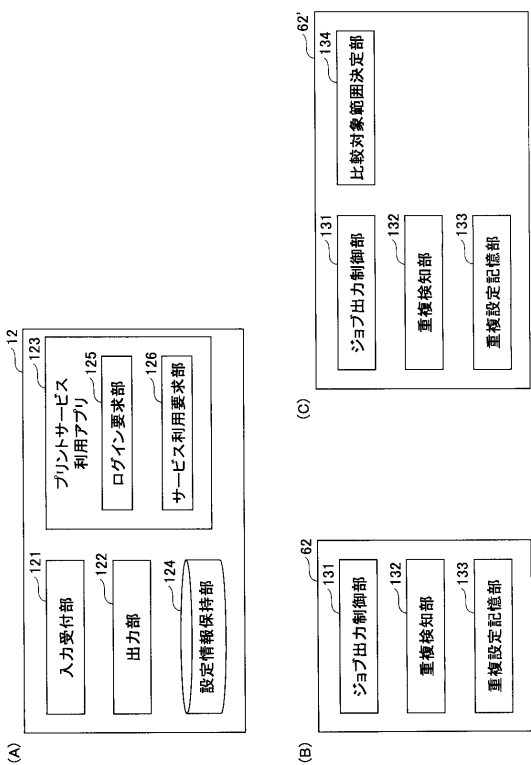 (A)
12
入力受付部
121
出力部
122
設定情報保持部
124
プリントサービス
利用アプリ
123
ログイン要求部
125
サービス利用要求部
126
(B)
62
ジョブ出力制御部
131
重複検知部
132
重複設定記憶部
133
(C)
62'
ジョブ出力制御部
131
重複検知部
132
重複設定記憶部
133
比較対象範囲決定部
134